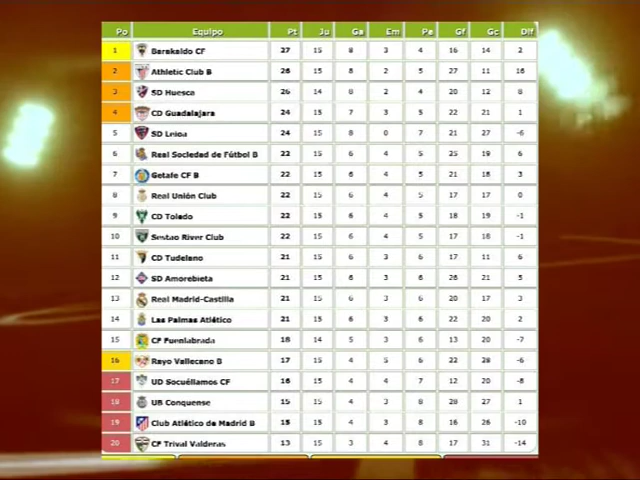 Po Equipo Pt Ju Ga Em Pe Gf Gc Dif
1 Barakaldo CF 27 15 8 3 4 16 14 2
2 Athletic Club B 26 15 8 2 5 27 11 16
3 SD Huesca 26 14 8 2 4 20 12 8
4 CD Guadalajara 24 15 7 3 5 22 21 1
5 SD Leioa 24 15 8 0 7 21 27 -6
6 Real Sociedad de Fútbol B 22 15 6 4 5 25 19 6
7 Getafe CF B 22 15 6 4 5 21 18 3
8 Real Unión Club 22 15 6 4 5 17 17 0
9 CD Toledo 22 15 6 4 5 18 19 -1
10 Sestao River Club 22 15 6 4 5 17 18 -1
11 CD Tudelano 21 15 6 3 6 17 11 6
12 SD Amorebieta 21 15 6 3 6 26 21 5
13 Real Madrid-Castilla 21 15 6 3 6 20 17 3
14 Las Palmas Atlético 21 15 6 3 6 22 20 2
15 CF Fuenlabrada 18 14 5 3 6 13 20 -7
16 Rayo Vallecano B 17 15 4 5 6 22 28 -6
17 UD Socuéllamos CF 16 15 4 4 7 12 20 -8
18 UB Conquense 15 15 4 3 8 28 27 1
19 Club Atlético de Madrid B 15 15 4 3 8 16 26 -10
20 CF Trival Valderas 13 15 3 4 8 17 31 -14